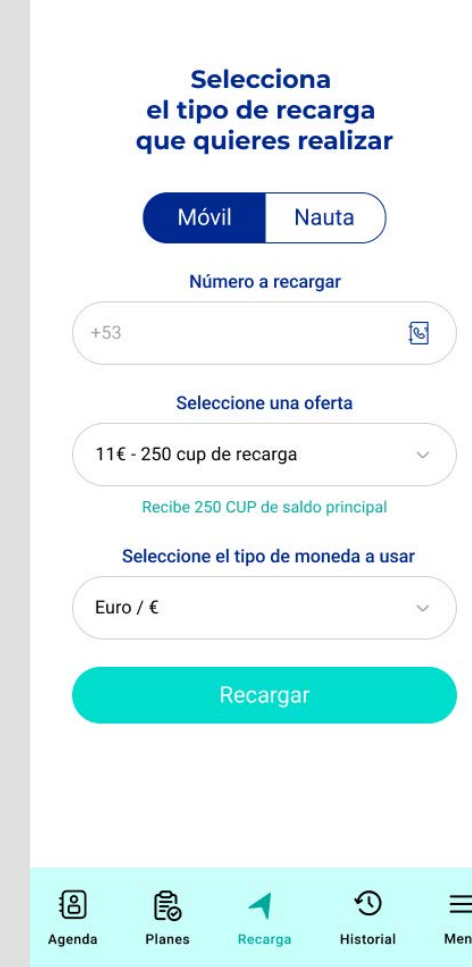 Selecciona
el tipo de recarga
que quieres realizar
Móvil Nauta
Número a recargar
+53
Seleccione una oferta
11€ - 250 cup de recarga
Recibe 250 CUP de saldo principal
Seleccione el tipo de moneda a usar
Euro / €
Recargar
Agenda Planes Recarga Historial Men